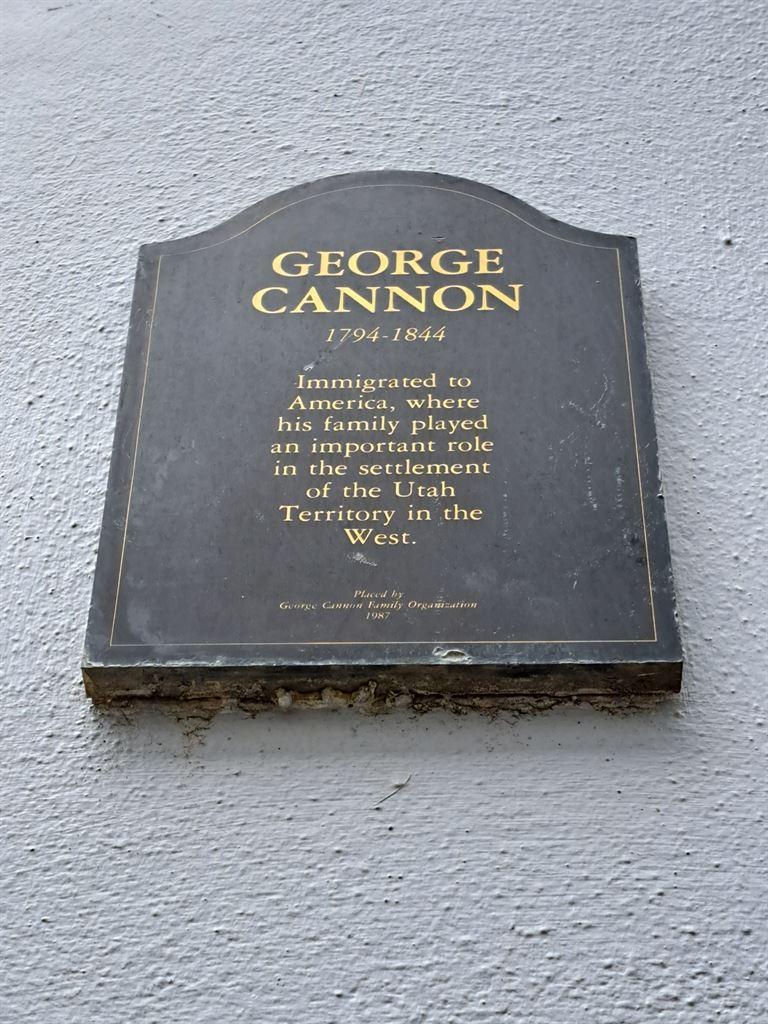 GEORGE
CANNON
1794-1844
Immigrated to
America, where
his family played
an important role
in the settlement
of the Utah
Territory in the
West.
Placed by
George Cannon Family Organization
1987